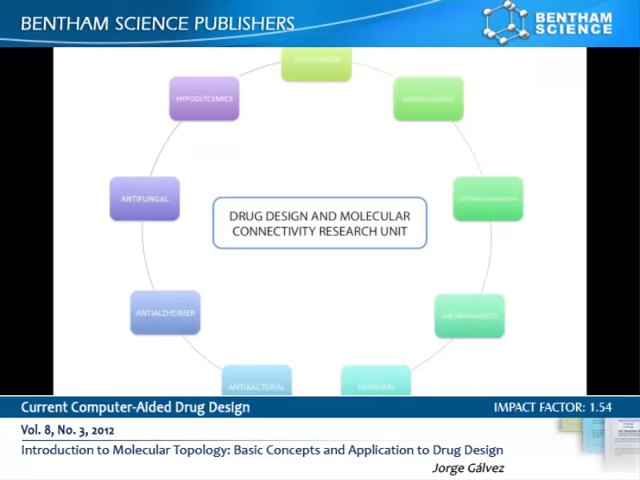 BENTHAM SCIENCE PUBLISHERS
BENTHAM
SCIENCE
HYPOGLYCEMICS
ANTIFUNGAL
DRUG DESIGN AND MOLECULAR
CONNECTIVITY RESEARCH UNIT
ANTIALZHEIMER
ANTIBACTERIAL
Current Computer-Aided Drug Design
IMPACT FACTOR: 1.54
Vol. 8, No. 3, 2012
Introduction to Molecular Topology: Basic Concepts and Application to Drug Design
Jorge Gálvez